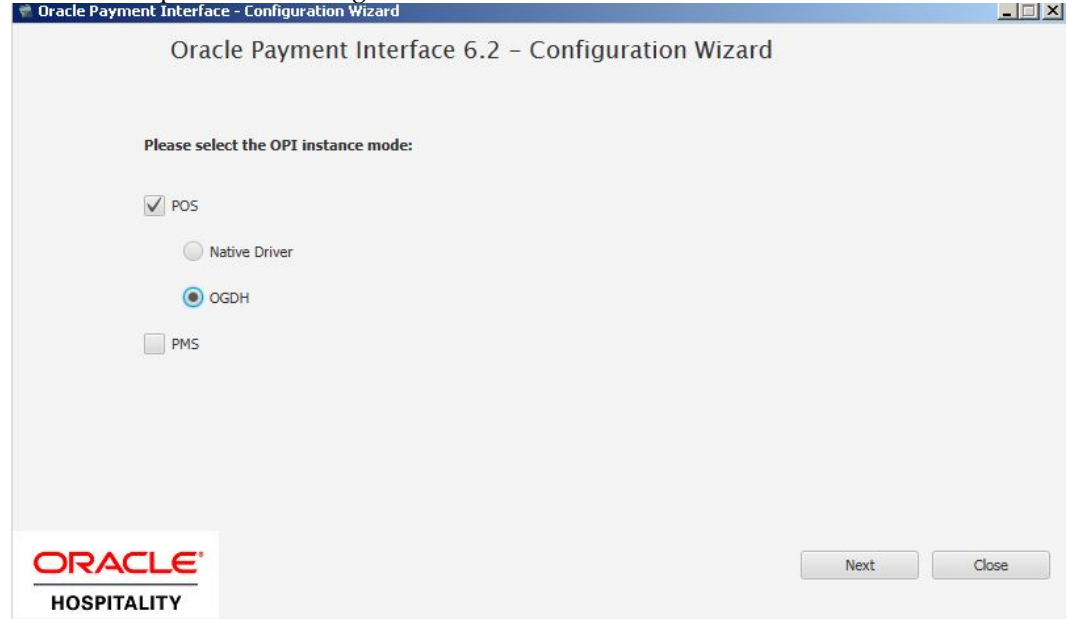 Oracle Payment Interface - Configuration Wizard
Oracle Payment Interface 6.2 – Configuration Wizard
Please select the OPI instance mode:
POS
Native Driver
OGDH
PMS
ORACLE®
HOSPITALITY
Next Close